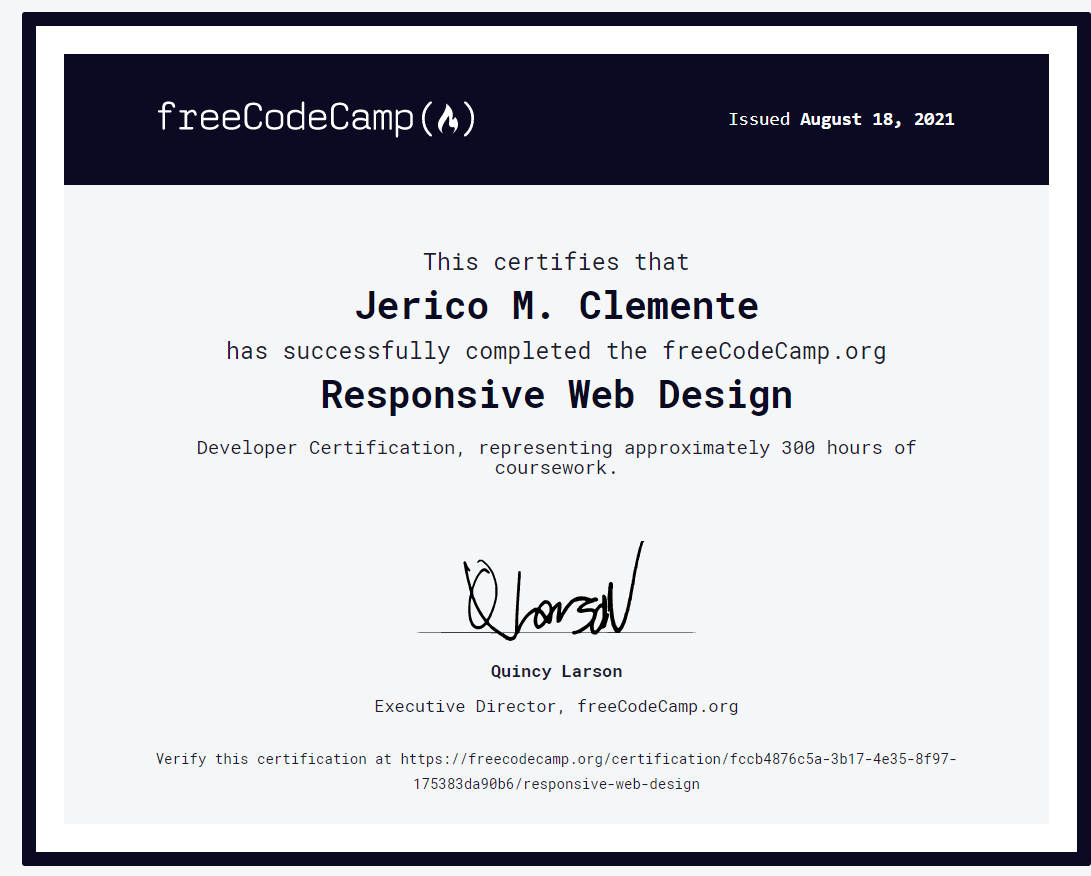 freeCodeCamp(🔥)
Issued August 18, 2021
This certifies that
Jerico M. Clemente
has successfully completed the freeCodeCamp.org
Responsive Web Design
Developer Certification, representing approximately 300 hours of
coursework.
QLarson
Quincy Larson
Executive Director, freeCodeCamp.org
Verify this certification at https://freecodecamp.org/certification/fccb4876c5a-3b17-4e35-8f97-
175383da90b6/responsive-web-design